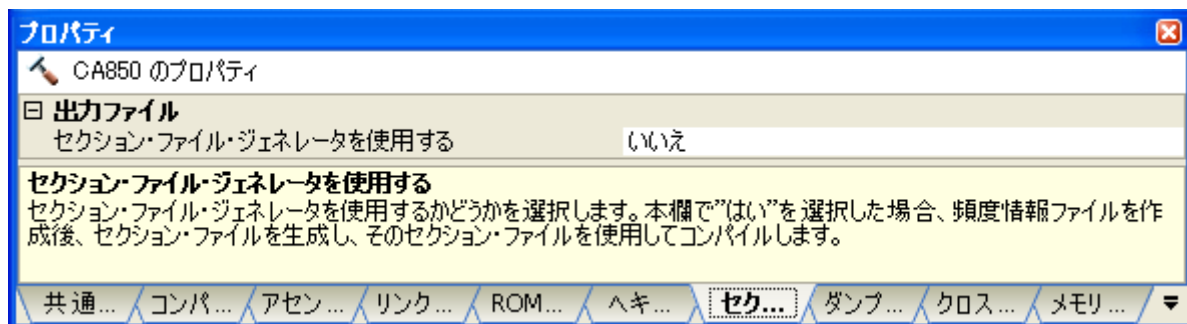 プロパティ
CA850 のプロパティ
出力ファイル
セクション・ファイル・ジェネレータを使用する いいえ
セクション・ファイル・ジェネレータを使用する
セクション・ファイル・ジェネレータを使用するかどうかを選択します。本欄で"はい"を選択した場合、頻度情報ファイルを作
成後、セクション・ファイルを生成し、そのセクション・ファイルを使用してコンパイルします。
共通... コンパ... アセン... リンク... ROM... ヘキ... セク... ダンプ... クロス... メモリ...